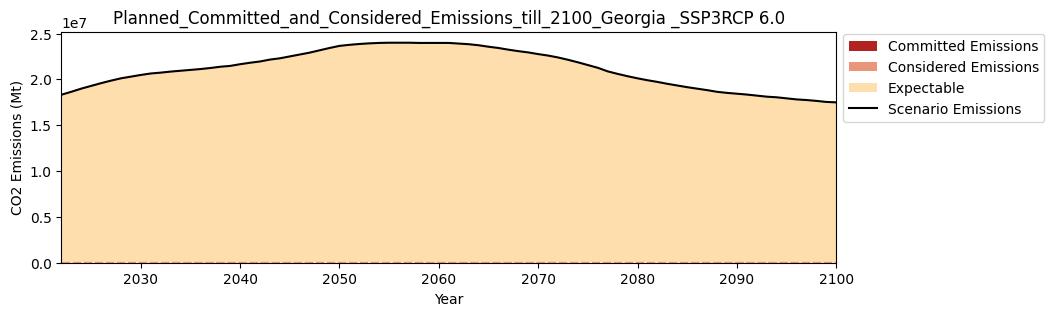 Planned_Committed_and_Considered_Emissions_till_2100_Georgia _SSP3RCP 6.0
1e7
2.5
2.0
1.5
1.0
0.5
0.0
CO2 Emissions (Mt)
2030 2040 2050 2060 2070 2080 2090 2100
Year
Committed Emissions
Considered Emissions
Expectable
Scenario Emissions